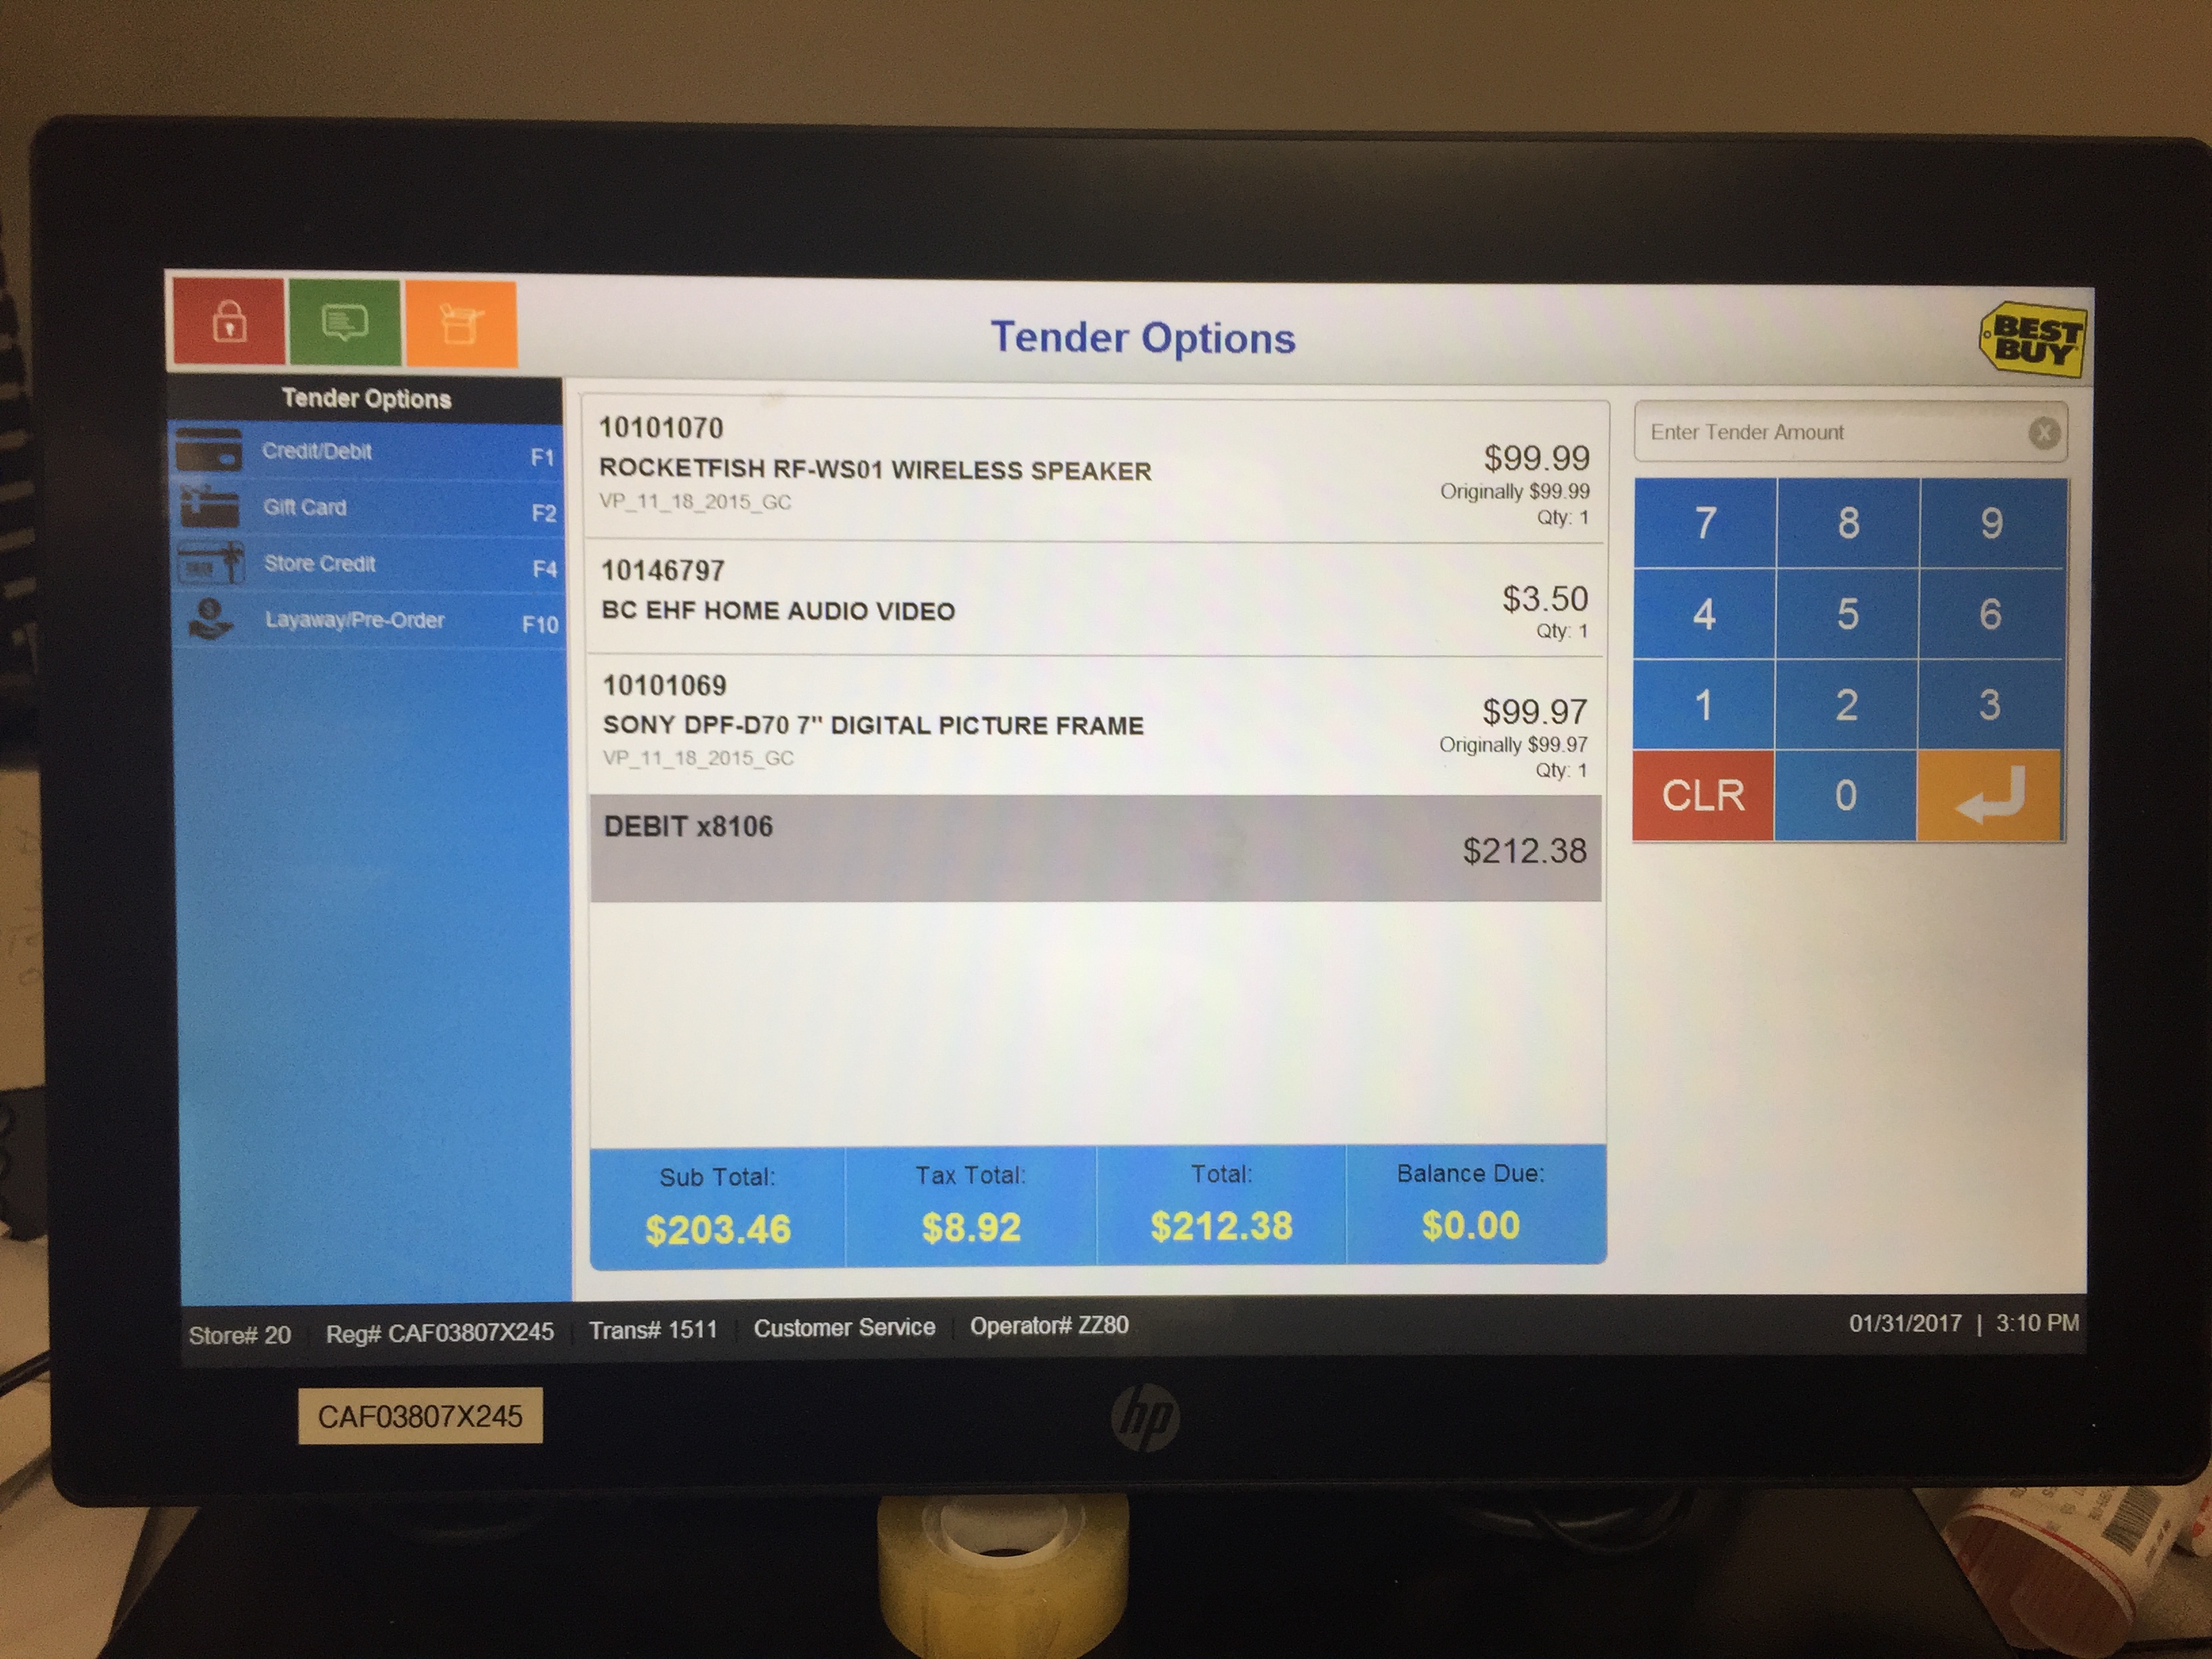 Tender Options
BEST
BUY
Tender Options
Credit/Debit F1
Gift Card F2
Store Credit F4
Layaway/Pre-Order F10
10101070
ROCKETFISH RF-WS01 WIRELESS SPEAKER
VP_11_18_2015_GC
$99.99
Originally $99.99
Qty: 1
10146797
BC EHF HOME AUDIO VIDEO
$3.50
Qty: 1
10101069
SONY DPF-D70 7" DIGITAL PICTURE FRAME
VP_11_18_2015_GC
$99.97
Originally $99.97
Qty: 1
DEBIT x8106
$212.38
Sub Total: Tax Total: Total: Balance Due:
$203.46 $8.92 $212.38 $0.00
Enter Tender Amount X
7 8 9
4 5 6
1 2 3
CLR 0
Store# 20 Reg# CAF03807X245 Trans# 1511 Customer Service Operator# ZZ80 01/31/2017 | 3:10 PM
CAF03807X245
hp